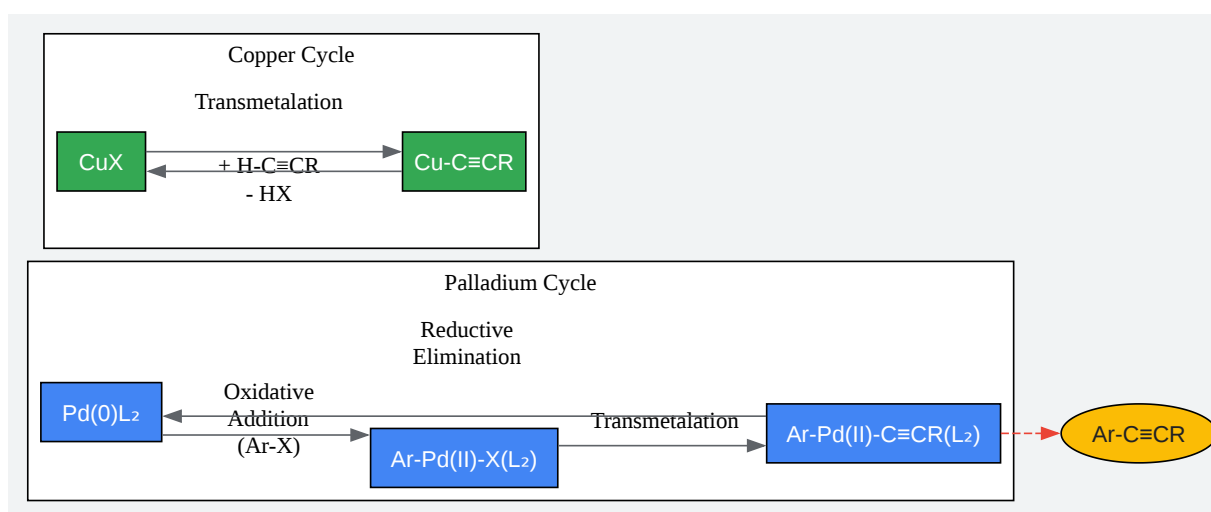 Copper Cycle
Transmetalation
CuX
+ H-C≡CR
- HX
Cu-C≡CR
Palladium Cycle
Reductive
Elimination
Pd(0)L₂
Oxidative
Addition
(Ar-X)
Ar-Pd(II)-X(L₂)
Transmetalation
Ar-Pd(II)-C≡CR(L₂)
Ar-C≡CR